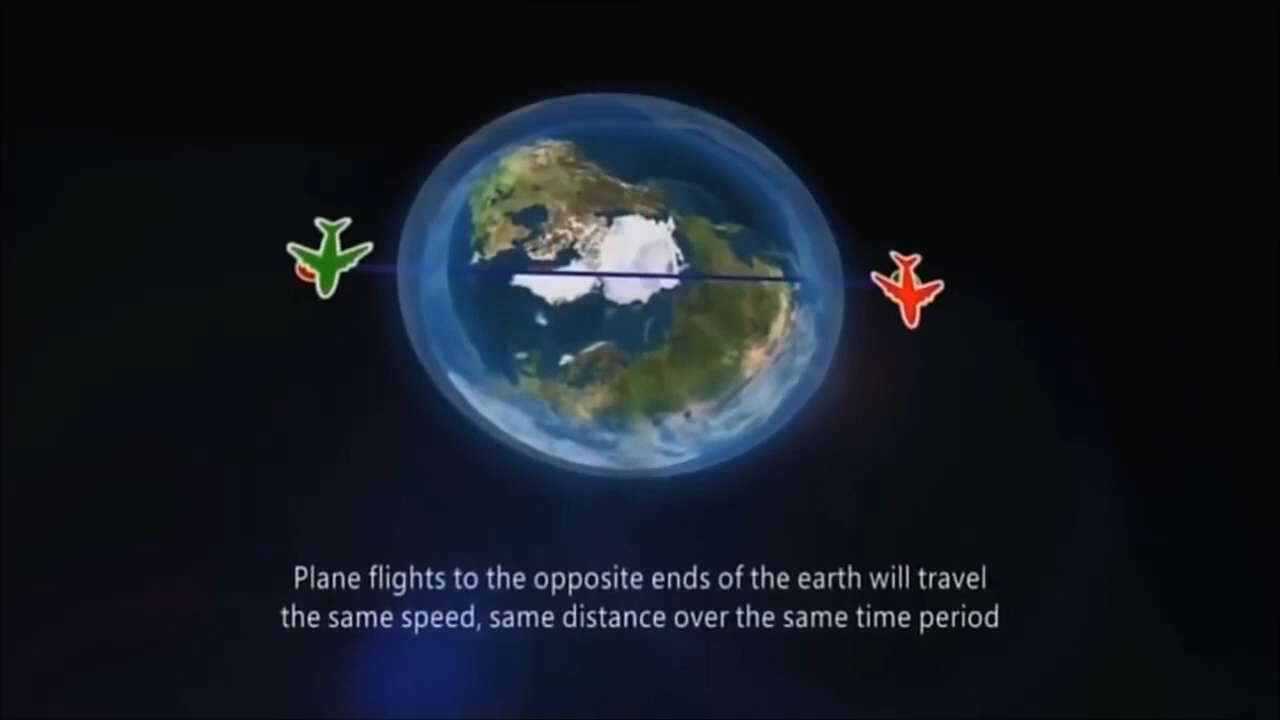 Plane flights to the opposite ends of the earth will travel
the same speed, same distance over the same time period